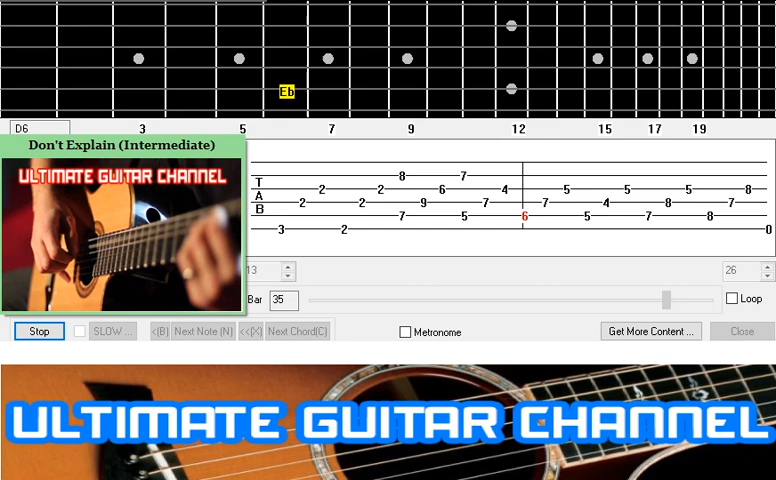 Eb
D6 3 5 7 9 12 15 17 19
Don't Explain (Intermediate)
ULTIMATE GUITAR CHANNEL
T
A
B
8 7
2 2 6 4 5 5 5 8
2 2 9 7 7 4 8 7
7 5 6 5 7 8
3 2 0
13 26
Bar 35 Loop
Stop SLOW ... <(B) Next Note (N) <<(X) Next Chord(C) Metronome Get More Content ... Close
ULTIMATE GUITAR CHANNEL